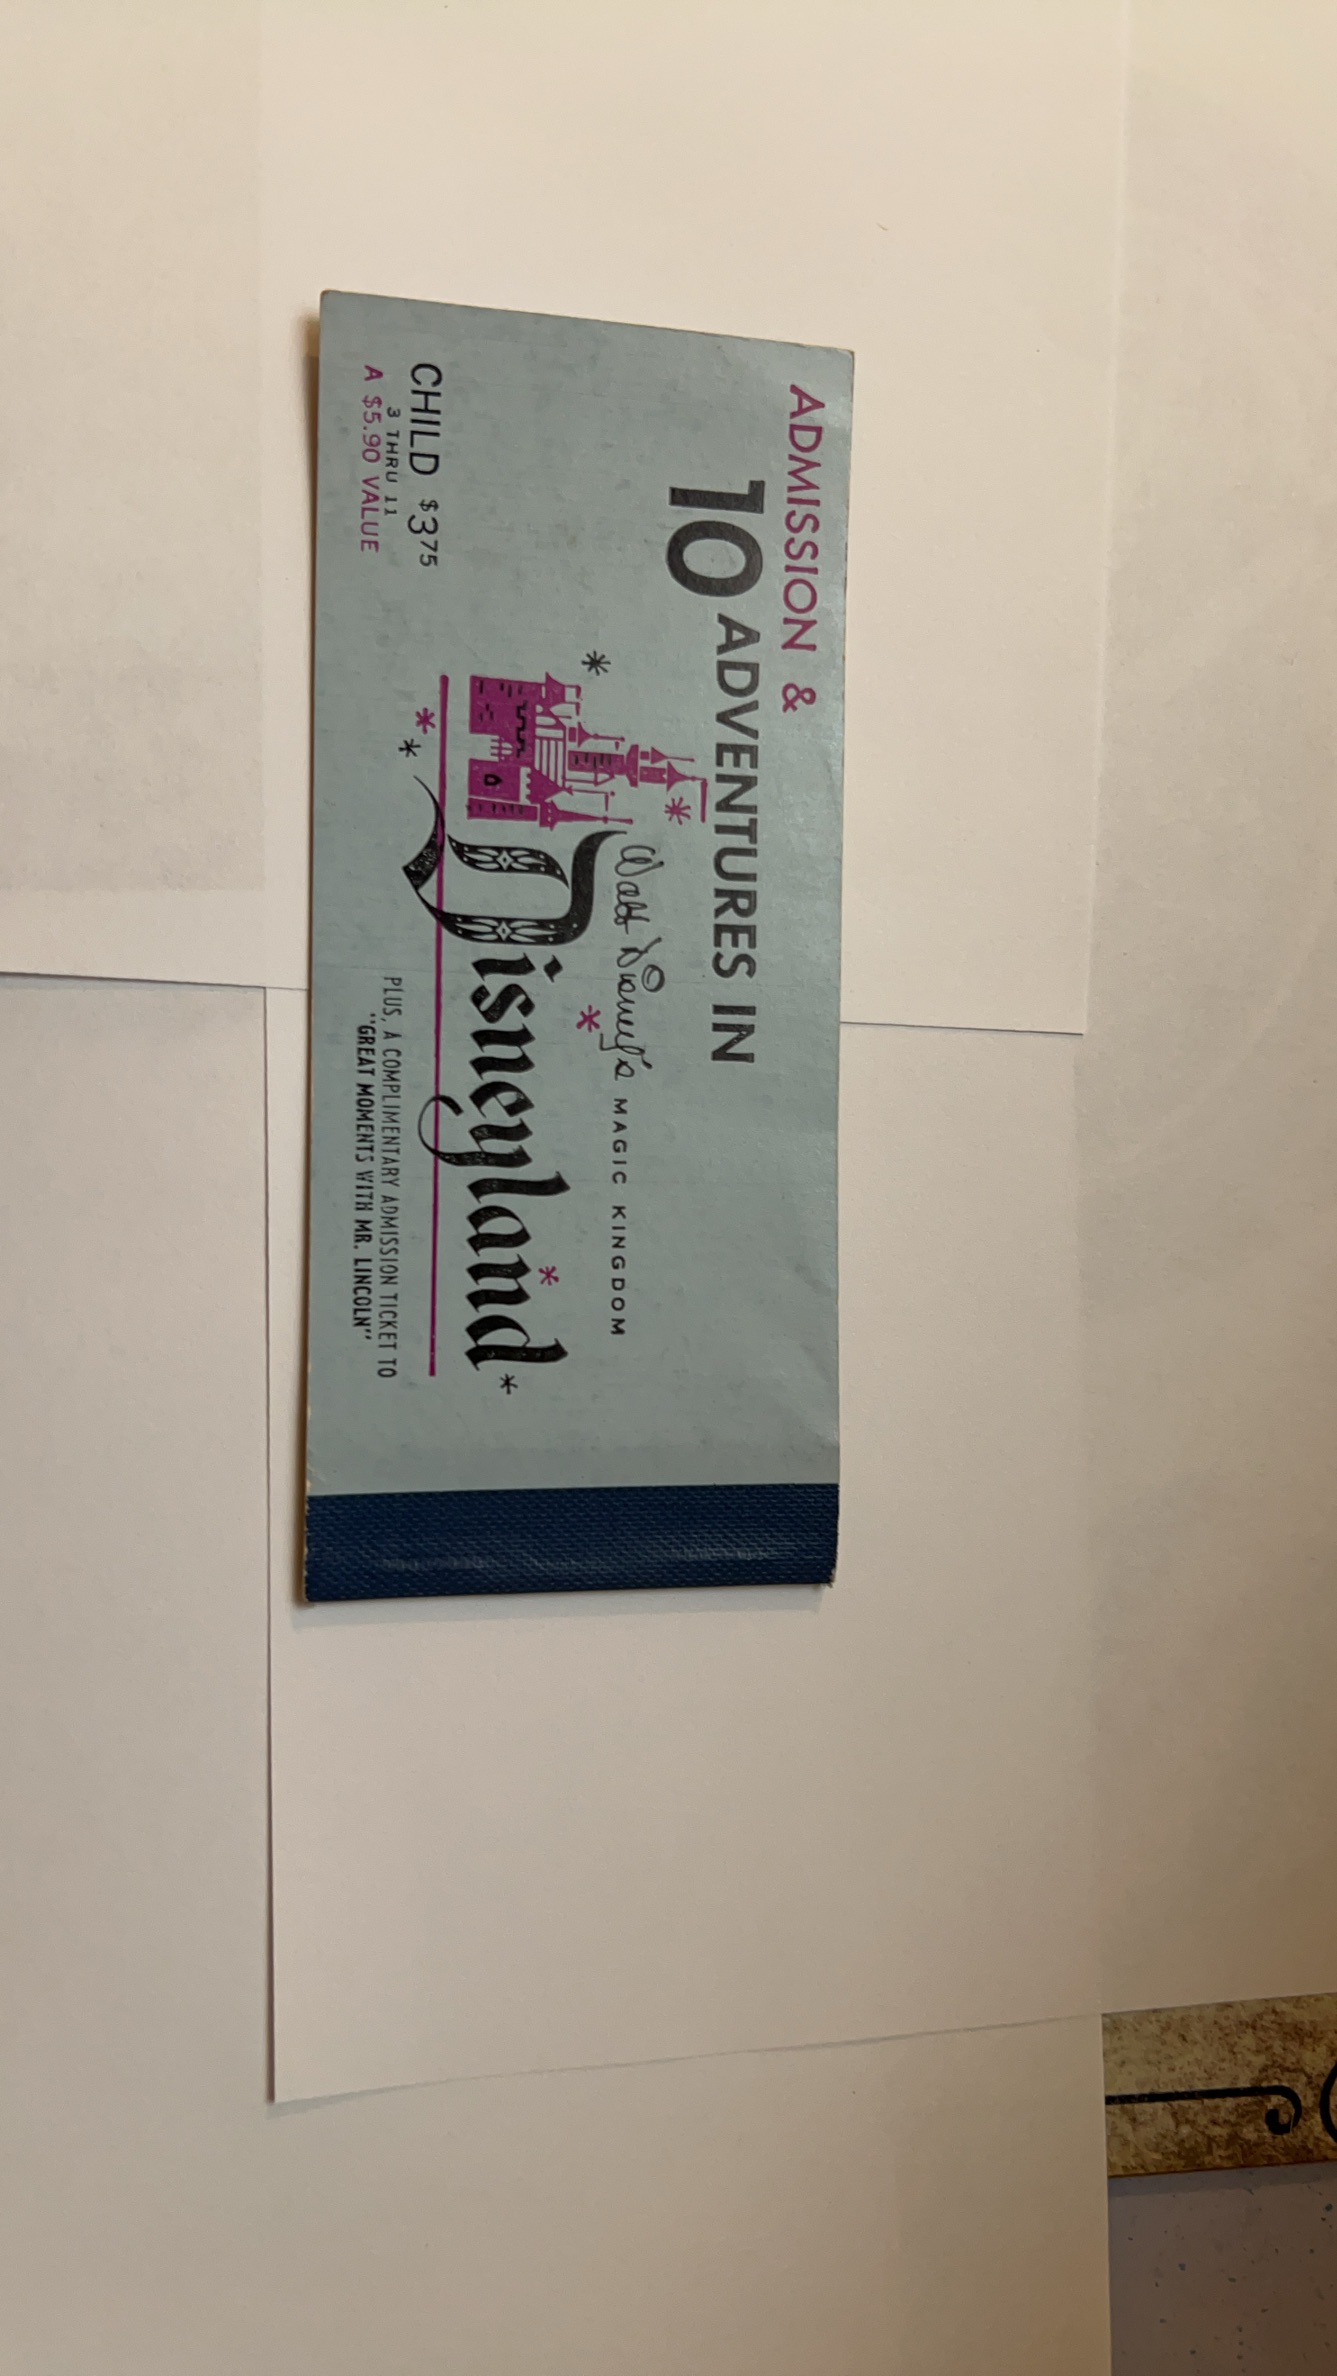 ADMISSION &
10 ADVENTURES IN
Walt Disney's MAGIC KINGDOM
Disneyland
CHILD $3 75
3 THRU 11
A $5.90 VALUE
PLUS, A COMPLIMENTARY ADMISSION TICKET TO
"GREAT MOMENTS WITH MR. LINCOLN"